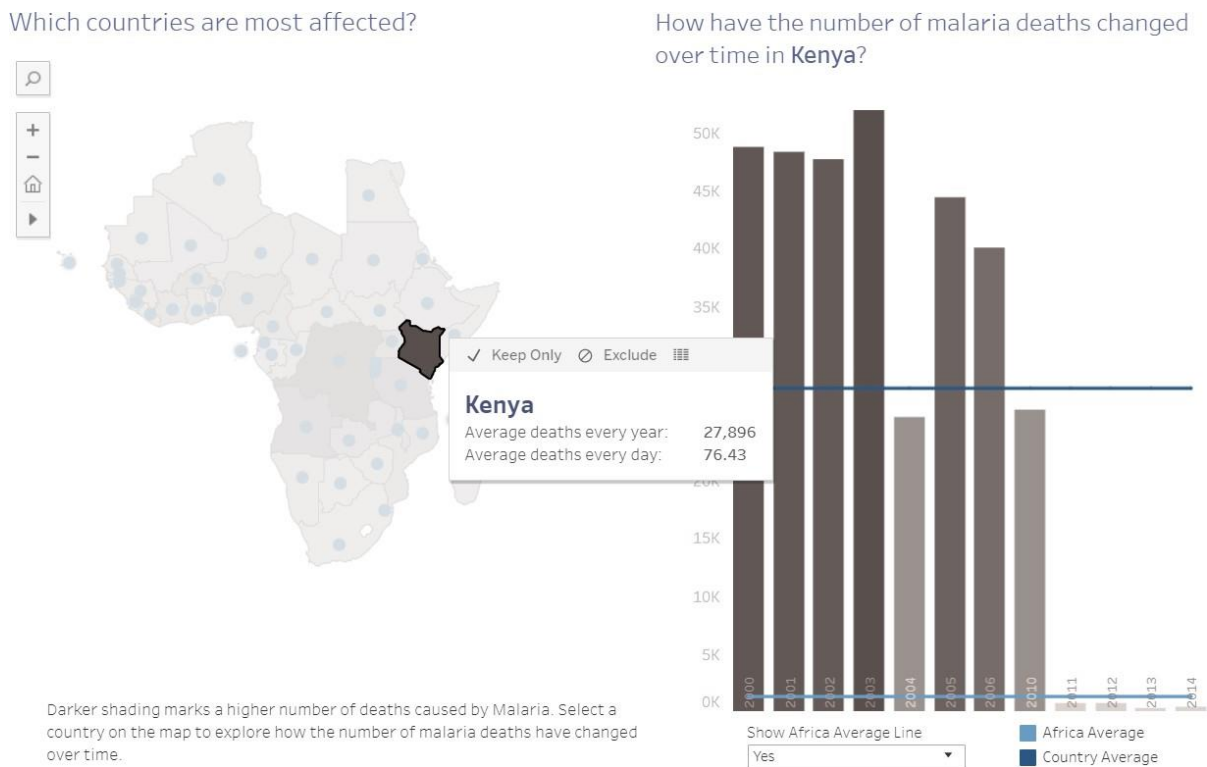 Which countries are most affected?
How have the number of malaria deaths changed
over time in Kenya?
50K
45K
40K
35K
Keep Only
Exclude
Kenya
Average deaths every year: 27,896
Average deaths every day: 76.43
20K
15K
10K
5K
0K
2000
2001
2002
2003
2004
2005
2006
2010
2011
2012
2013
2014
Darker shading marks a higher number of deaths caused by Malaria. Select a
country on the map to explore how the number of malaria deaths have changed
over time.
Show Africa Average Line
Yes
Africa Average
Country Average